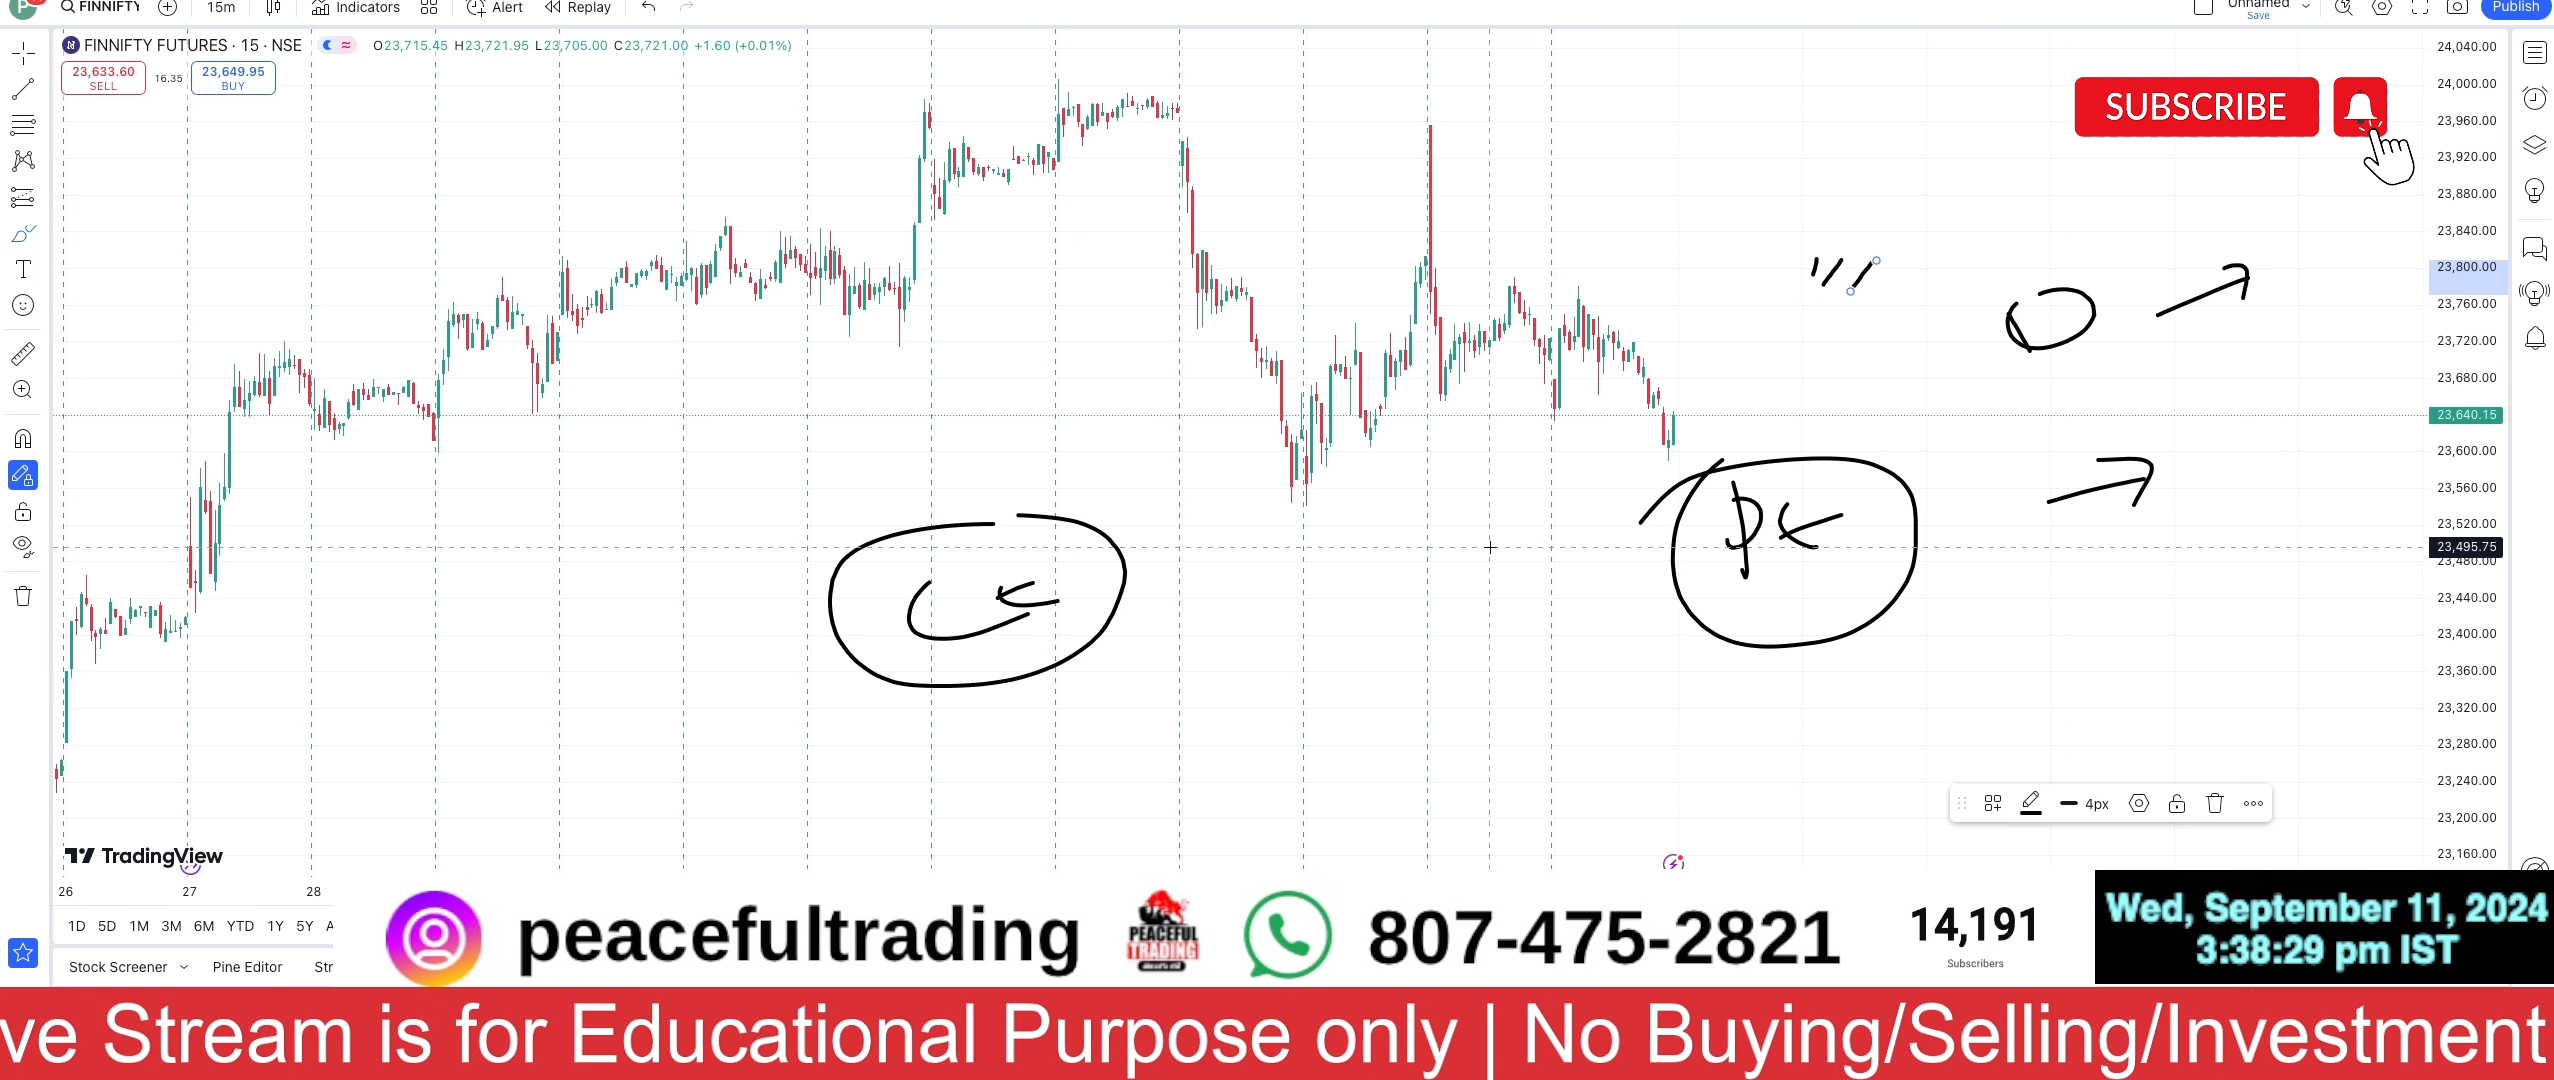 P FINNIFTY 15m Indicators Alert Replay Unnamed Save Publish
FINNIFTY FUTURES · 15 · NSE O23,715.45 H23,721.95 L23,705.00 C23,721.00 +1.60 (+0.01%)
23,633.60 SELL 16.35 23,649.95 BUY
SUBSCRIBE
24,040.00
24,000.00
23,960.00
23,920.00
23,880.00
23,840.00
23,800.00
23,760.00
23,720.00
23,680.00
23,640.15
23,600.00
23,560.00
23,520.00
23,495.75
23,480.00
23,440.00
23,400.00
23,360.00
23,320.00
23,280.00
23,240.00
23,200.00
23,160.00
CE
PE
4px
TradingView
26 27 28
1D 5D 1M 3M 6M YTD 1Y 5Y A
Stock Screener Pine Editor Str
peacefultrading
PEACEFUL
TRADING
807-475-2821
14,191
Subscribers
Wed, September 11, 2024
3:38:29 pm IST
ve Stream is for Educational Purpose only | No Buying/Selling/Investment